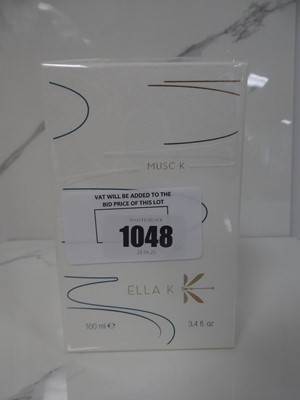 MUSC K
VAT WILL BE ADDED TO THE
BID PRICE OF THIS LOT
1048
ELLA K
100 ml ℮ 3,4 fl oz